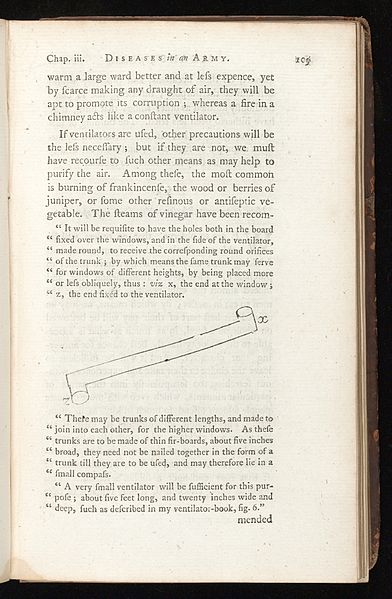 Chap. iii. DISEASES in an ARMY. 109
warm a large ward better and at leſs expence, yet
by ſcarce making any draught of air, they will be
apt to promote its corruption; whereas a fire in a
chimney acts like a conſtant ventilator.
If ventilators are uſed, other precautions will be
the leſs neceſſary; but if they are not, we muſt
have recourſe to ſuch other means as may help to
purify the air. Among theſe, the moſt common
is burning of frankincenſe, the wood or berries of
juniper, or ſome other reſinous or antiſeptic ve-
getable. The ſteams of vinegar have been recom-
“ It will be requiſite to have the holes both in the board
“ fixed over the windows, and in the ſide of the ventilator,
“ made round, to receive the correſponding round orifices
“ of the trunk; by which means the ſame trunk may ſerve
“ for windows of different heights, by being placed more
“ or leſs obliquely, thus: viz x, the end at the window;
“ z, the end fixed to the ventilator.
x
z
“ There may be trunks of different lengths, and made to
“ join into each other, for the higher windows. As theſe
“ trunks are to be made of thin fir-boards, about five inches
“ broad, they need not be nailed together in the form of a
“ trunk till they are to be uſed, and may therefore lie in a
“ ſmall compaſs.
“ A very ſmall ventilator will be ſufficient for this pur-
“ poſe; about five feet long, and twenty inches wide and
“ deep, ſuch as deſcribed in my ventilator-book, fig. 6.”
mended